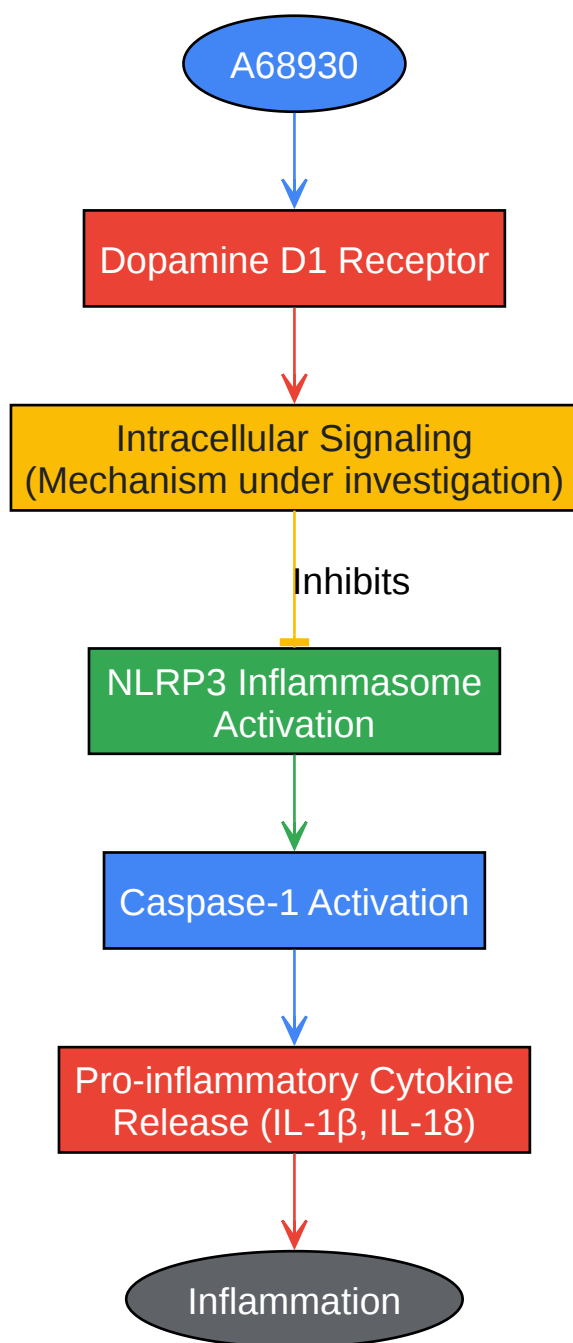 A68930
Dopamine D1 Receptor
Intracellular Signaling
(Mechanism under investigation)
Inhibits
NLRP3 Inflammasome
Activation
Caspase-1 Activation
Pro-inflammatory Cytokine
Release (IL-1β, IL-18)
Inflammation